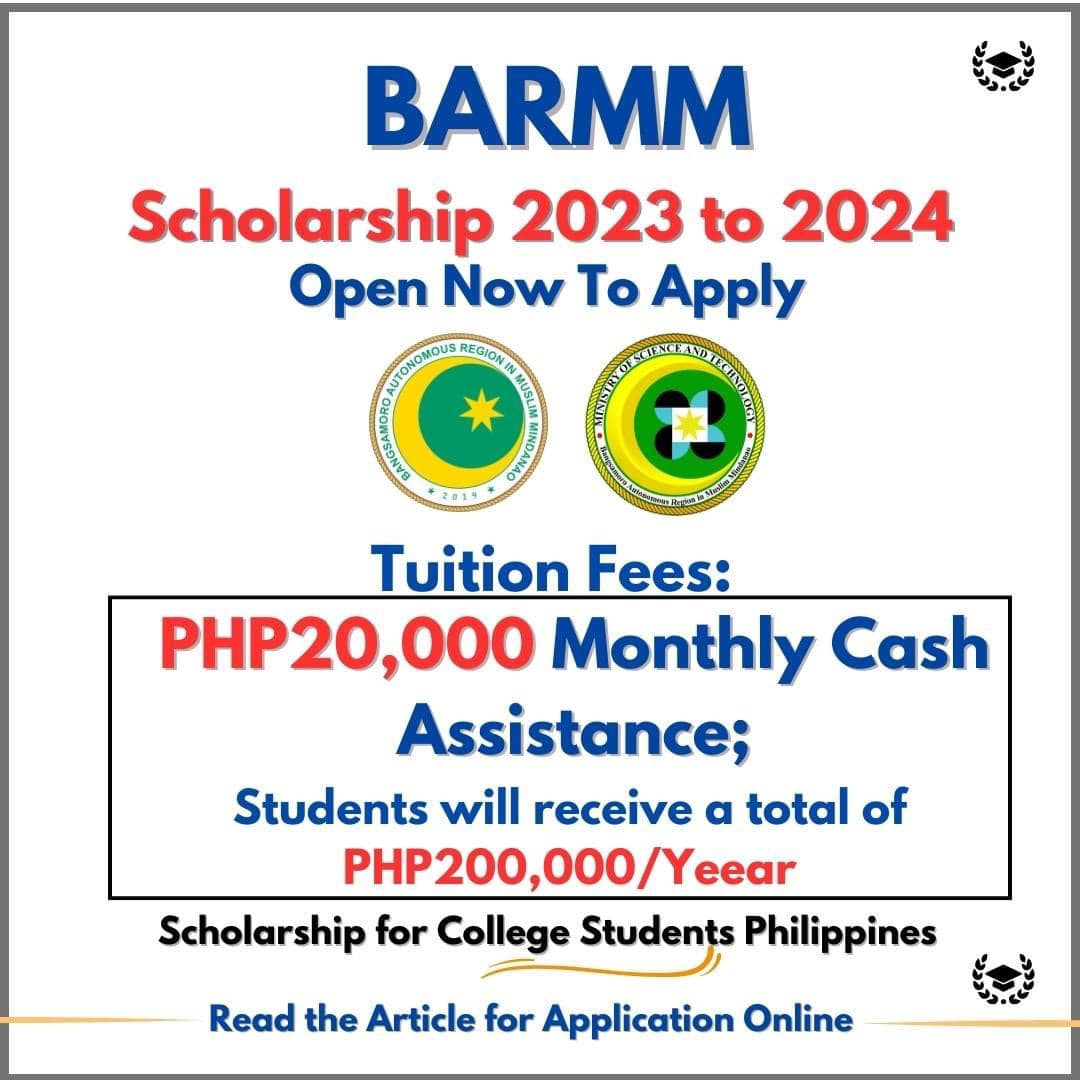 BARMM
Scholarship 2023 to 2024
Open Now To Apply
BANGSAMORO AUTONOMOUS REGION IN MUSLIM MINDANAO
2019
MINISTRY OF SCIENCE AND TECHNOLOGY
Bangsamoro Autonomous Region in Muslim Mindanao
Tuition Fees:
PHP20,000 Monthly Cash
Assistance;
Students will receive a total of
PHP200,000/Yeear
Scholarship for College Students Philippines
Read the Article for Application Online